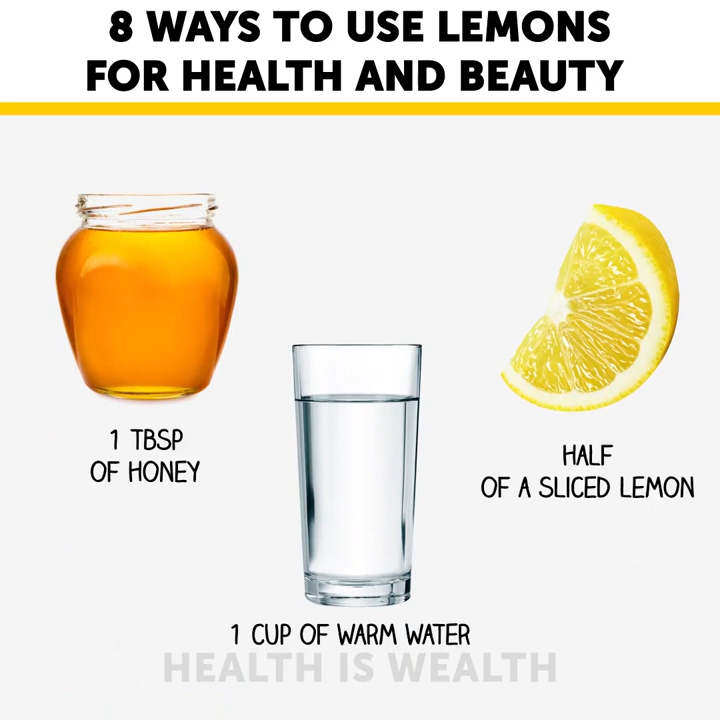 8 WAYS TO USE LEMONS
FOR HEALTH AND BEAUTY
1 TBSP
OF HONEY
HALF
OF A SLICED LEMON
1 CUP OF WARM WATER
HEALTH IS WEALTH